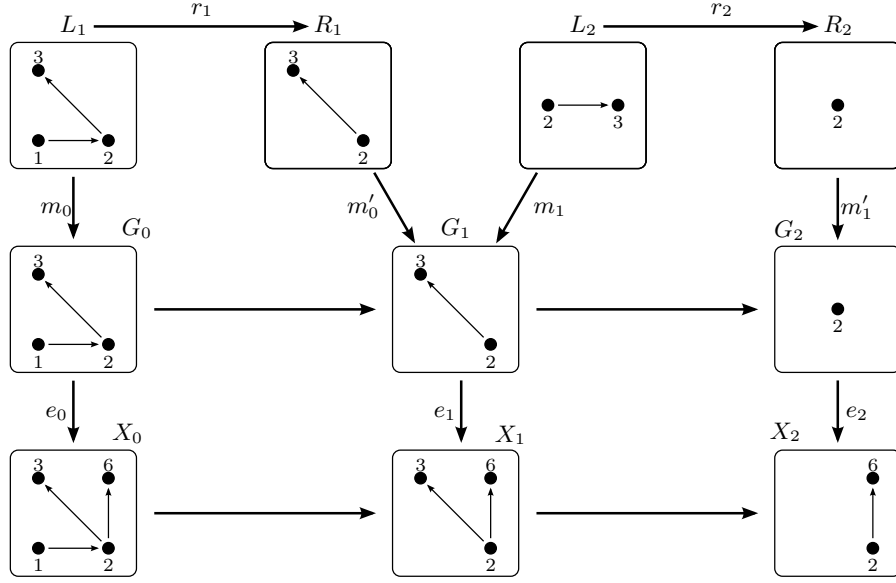 L₁ r₁ R₁ L₂ r₂ R₂
3 3
2 3 2
1 2 2
m₀ m′₀ m₁ m′₁
G₀ G₁ G₂
3 3
2
1 2 2
e₀ e₁ e₂
X₀ X₁ X₂
3 6 3 6 6
1 2 2 2